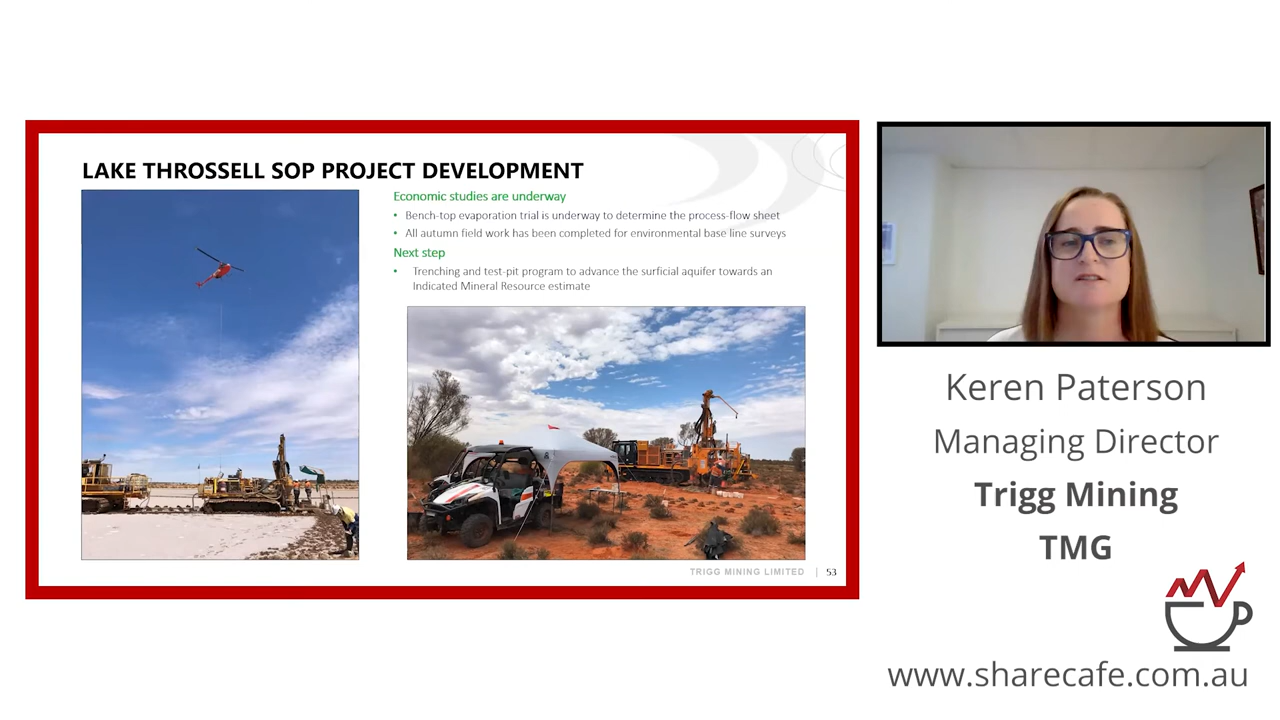 LAKE THROSSELL SOP PROJECT DEVELOPMENT
Economic studies are underway
• Bench-top evaporation trial is underway to determine the process-flow sheet
• All autumn field work has been completed for environmental base line surveys
Next step
• Trenching and test-pit program to advance the surficial aquifer towards an
Indicated Mineral Resource estimate
TRIGG MINING LIMITED | 53
Keren Paterson
Managing Director
Trigg Mining
TMG
www.sharecafe.com.au